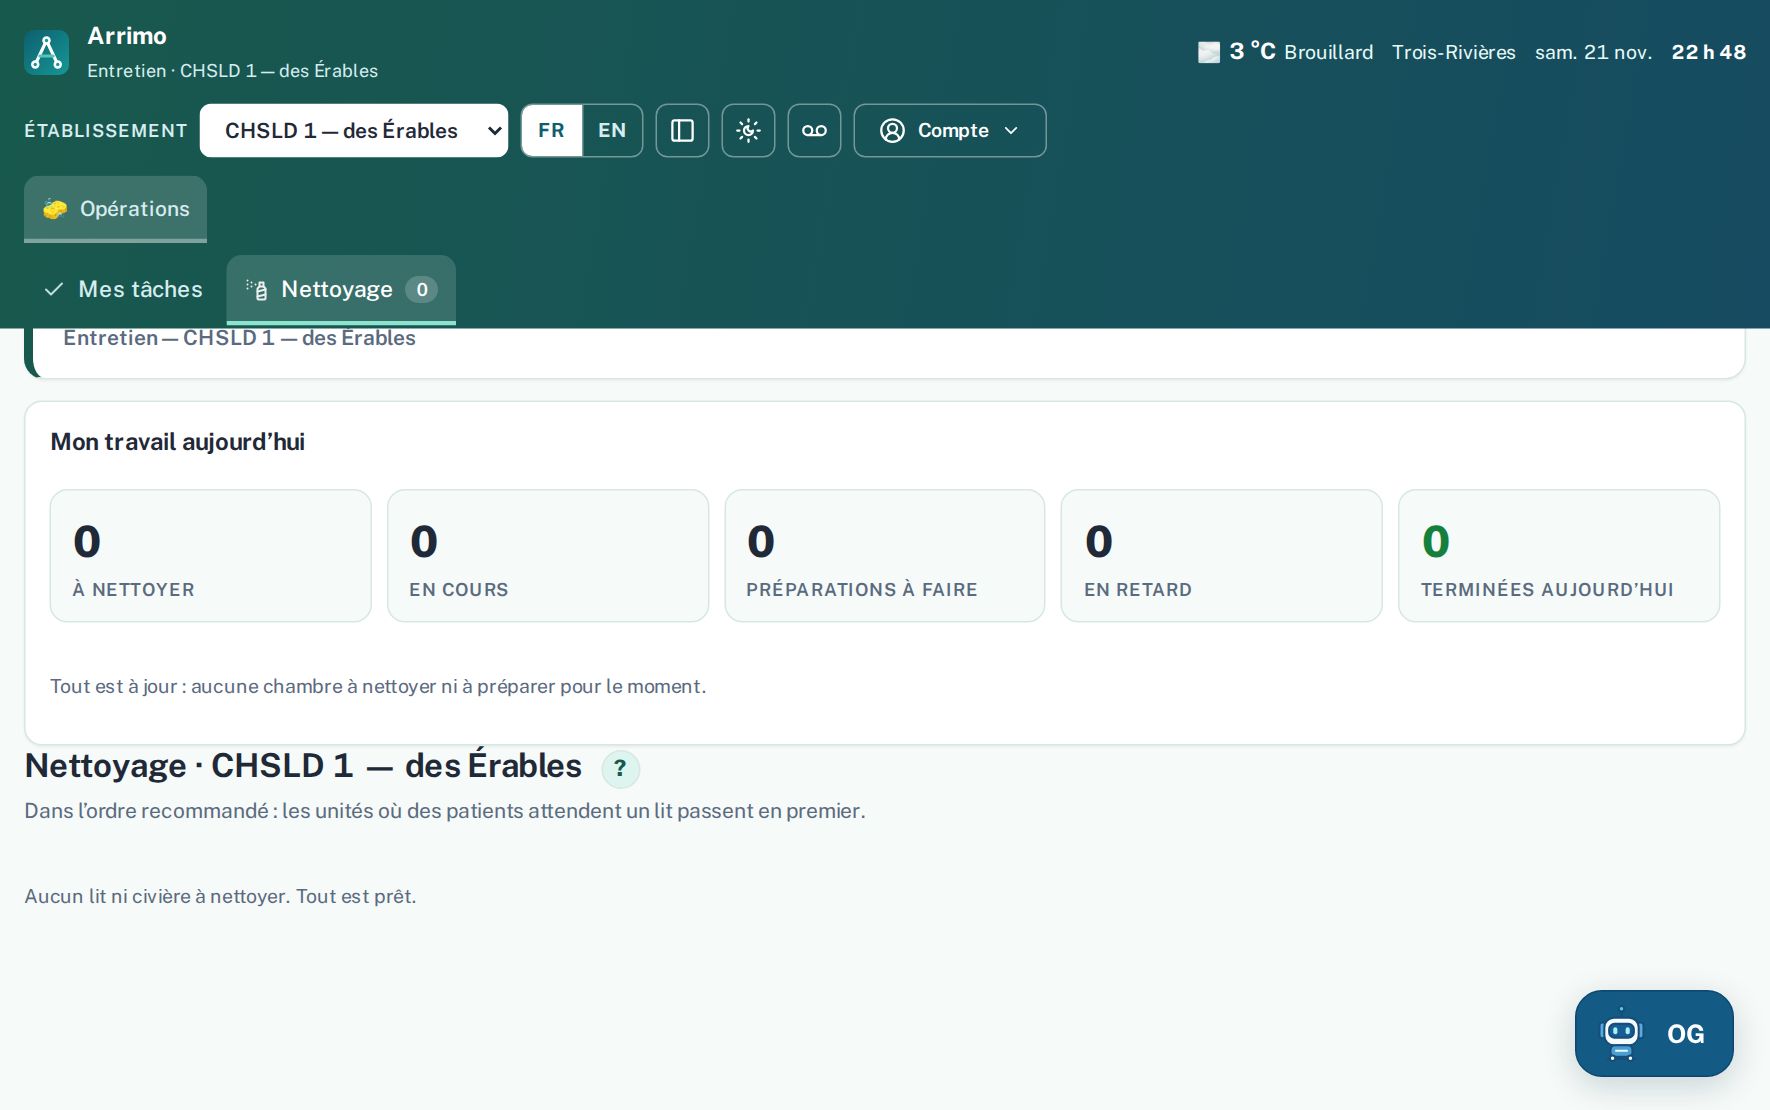 Arrimo
Entretien · CHSLD 1 — des Érables
3 °C Brouillard Trois-Rivières sam. 21 nov. 22 h 48
ÉTABLISSEMENT CHSLD 1 — des Érables FR EN Compte
Opérations
Mes tâches Nettoyage 0
Entretien — CHSLD 1 — des Érables
Mon travail aujourd’hui
0 0 0 0 0
À NETTOYER EN COURS PRÉPARATIONS À FAIRE EN RETARD TERMINÉES AUJOURD’HUI
Tout est à jour : aucune chambre à nettoyer ni à préparer pour le moment.
Nettoyage · CHSLD 1 — des Érables ?
Dans l’ordre recommandé : les unités où des patients attendent un lit passent en premier.
Aucun lit ni civière à nettoyer. Tout est prêt.
OG